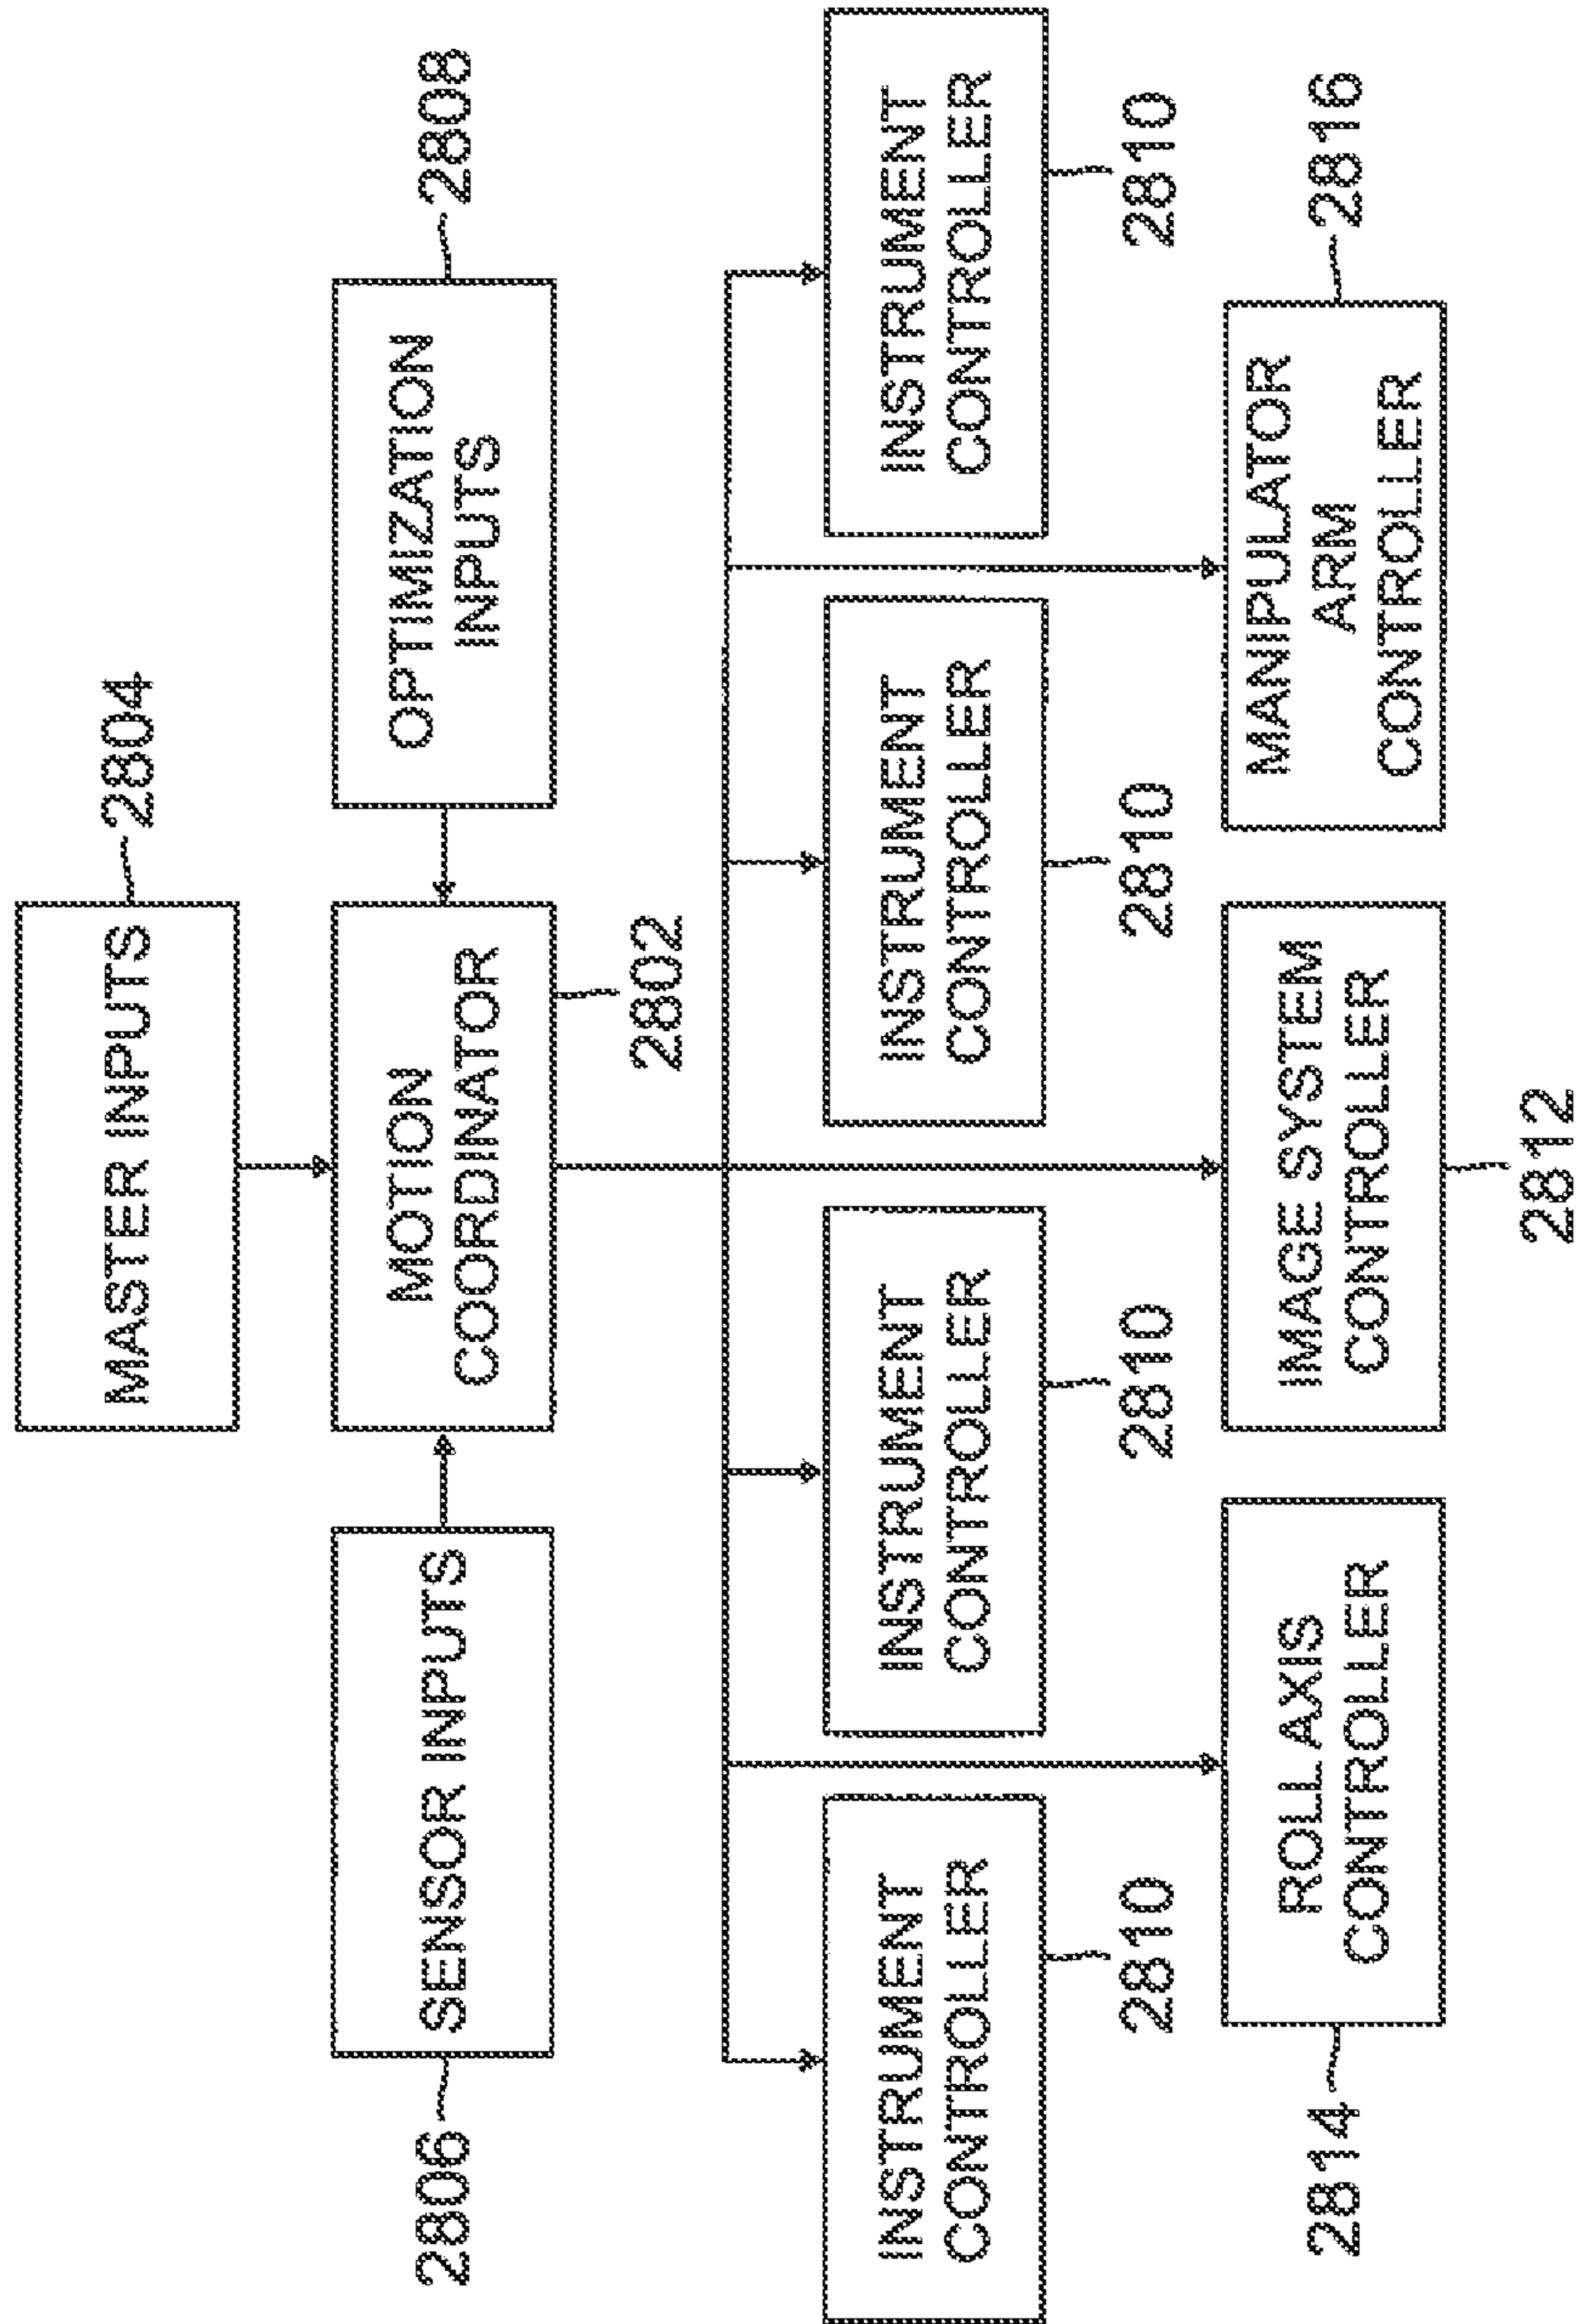 MASTER INPUTS
2804
2806
SENSOR INPUTS
MOTION
COORDINATOR
2802
OPTIMIZATION
INPUTS
2808
INSTRUMENT
CONTROLLER
2810
INSTRUMENT
CONTROLLER
2810
INSTRUMENT
CONTROLLER
2810
INSTRUMENT
CONTROLLER
2810
2814
ROLL AXIS
CONTROLLER
IMAGE SYSTEM
CONTROLLER
2812
MANIPULATOR
ARM
CONTROLLER
2816